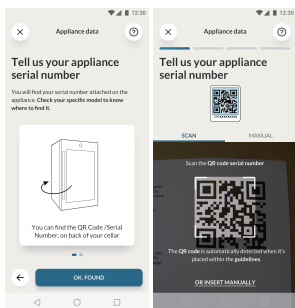 12:30
Appliance data
Tell us your appliance
serial number
You will find your serial number attached on the
appliance. Check your specific model to know
where to find it.
You can find the QR Code /Serial
Number, on back of your cellar
OK, FOUND
12:30
Appliance data
Tell us your appliance
serial number
SCAN
MANUAL
Scan the QR code serial number
The QR code is automatically detected when it's
placed within the guidelines.
OR INSERT MANUALLY